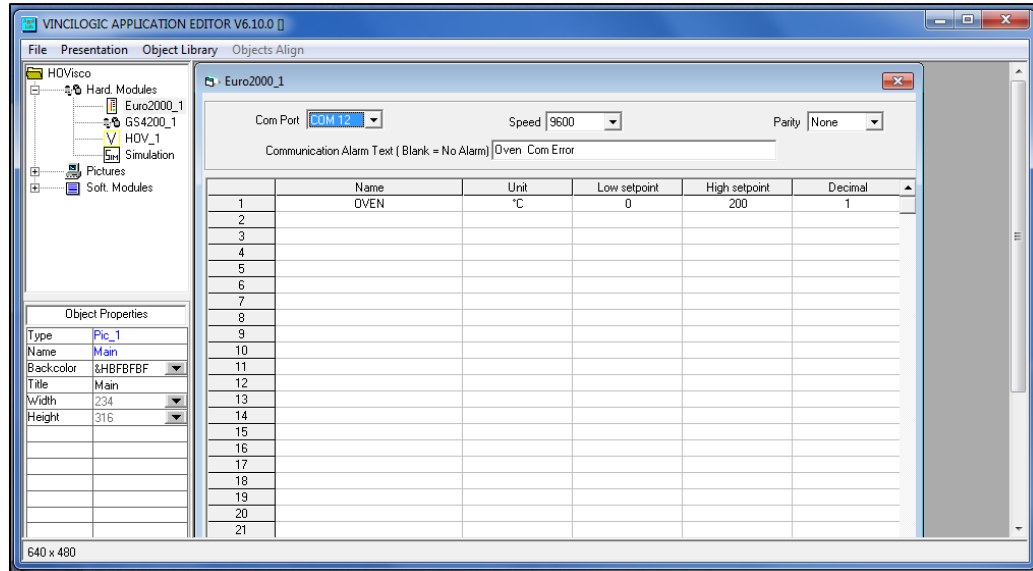 VINCILOGIC APPLICATION EDITOR V6.10.0 []
File Presentation Object Library Objects Align
HOVisco
Hard. Modules
Euro2000_1
GS4200_1
HOV_1
SIM Simulation
Pictures
Soft. Modules
Object Properties
Type Pic_1
Name Main
Backcolor &HBFBFBF
Title Main
Width 234
Height 316
Euro2000_1
Com Port COM 12 Speed 9600 Parity None
Communication Alarm Text ( Blank = No Alarm) Oven Com Error
Name Unit Low setpoint High setpoint Decimal
1 OVEN °C 0 200 1
2
3
4
5
6
7
8
9
10
11
12
13
14
15
16
17
18
19
20
21
640 x 480